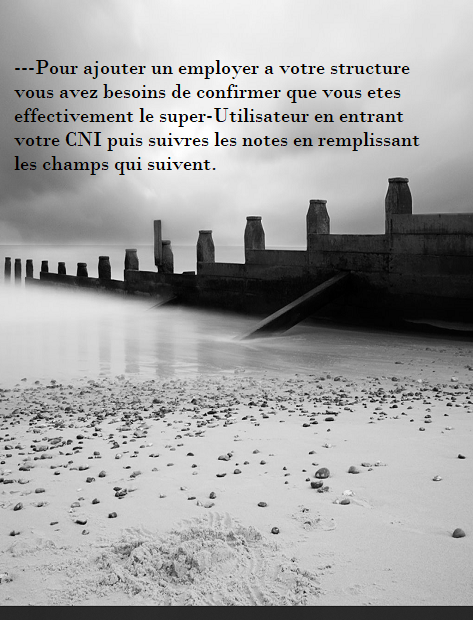 ---Pour ajouter un employer a votre structure
vous avez besoins de confirmer que vous etes
effectivement le super-Utilisateur en entrant
votre CNI puis suivres les notes en remplissant
les champs qui suivent.